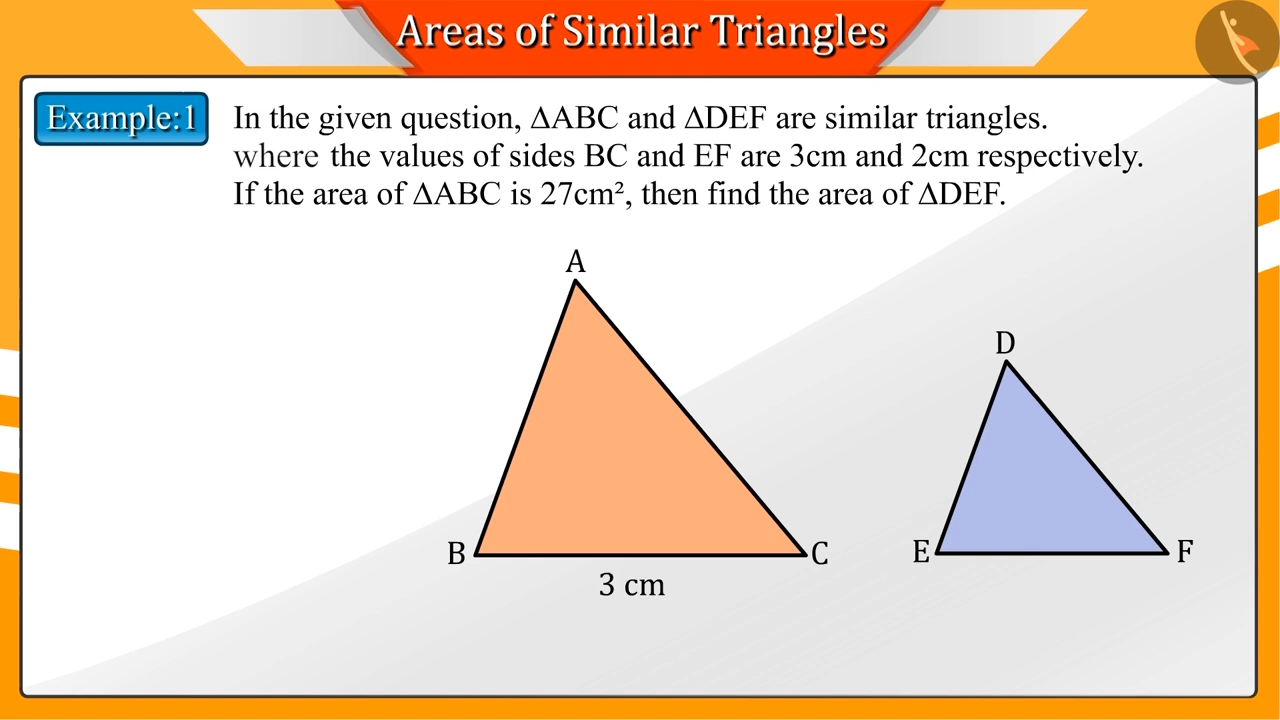 Areas of Similar Triangles
Example:1
In the given question, ΔABC and ΔDEF are similar triangles.
where the values of sides BC and EF are 3cm and 2cm respectively.
If the area of ΔABC is 27cm², then find the area of ΔDEF.
A
D
B
C
E
F
3 cm